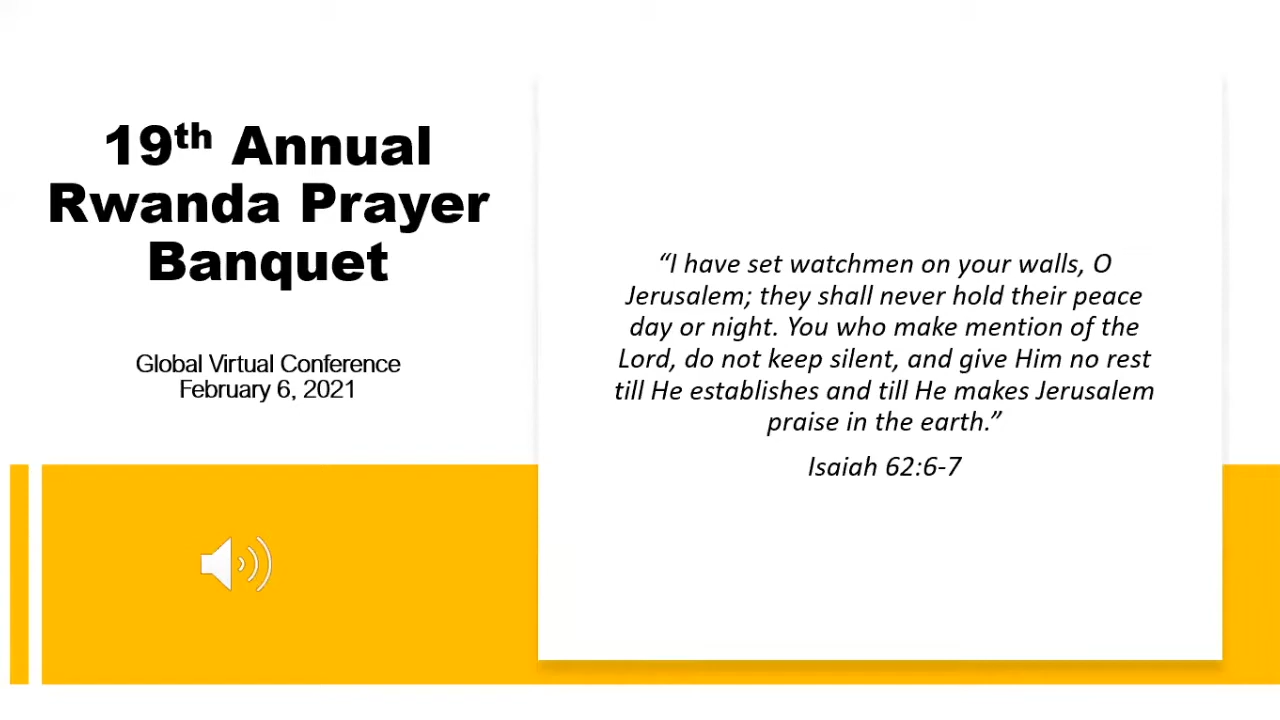 19th Annual
Rwanda Prayer
Banquet
Global Virtual Conference
February 6, 2021
“I have set watchmen on your walls, O
Jerusalem; they shall never hold their peace
day or night. You who make mention of the
Lord, do not keep silent, and give Him no rest
till He establishes and till He makes Jerusalem
praise in the earth.”
Isaiah 62:6-7